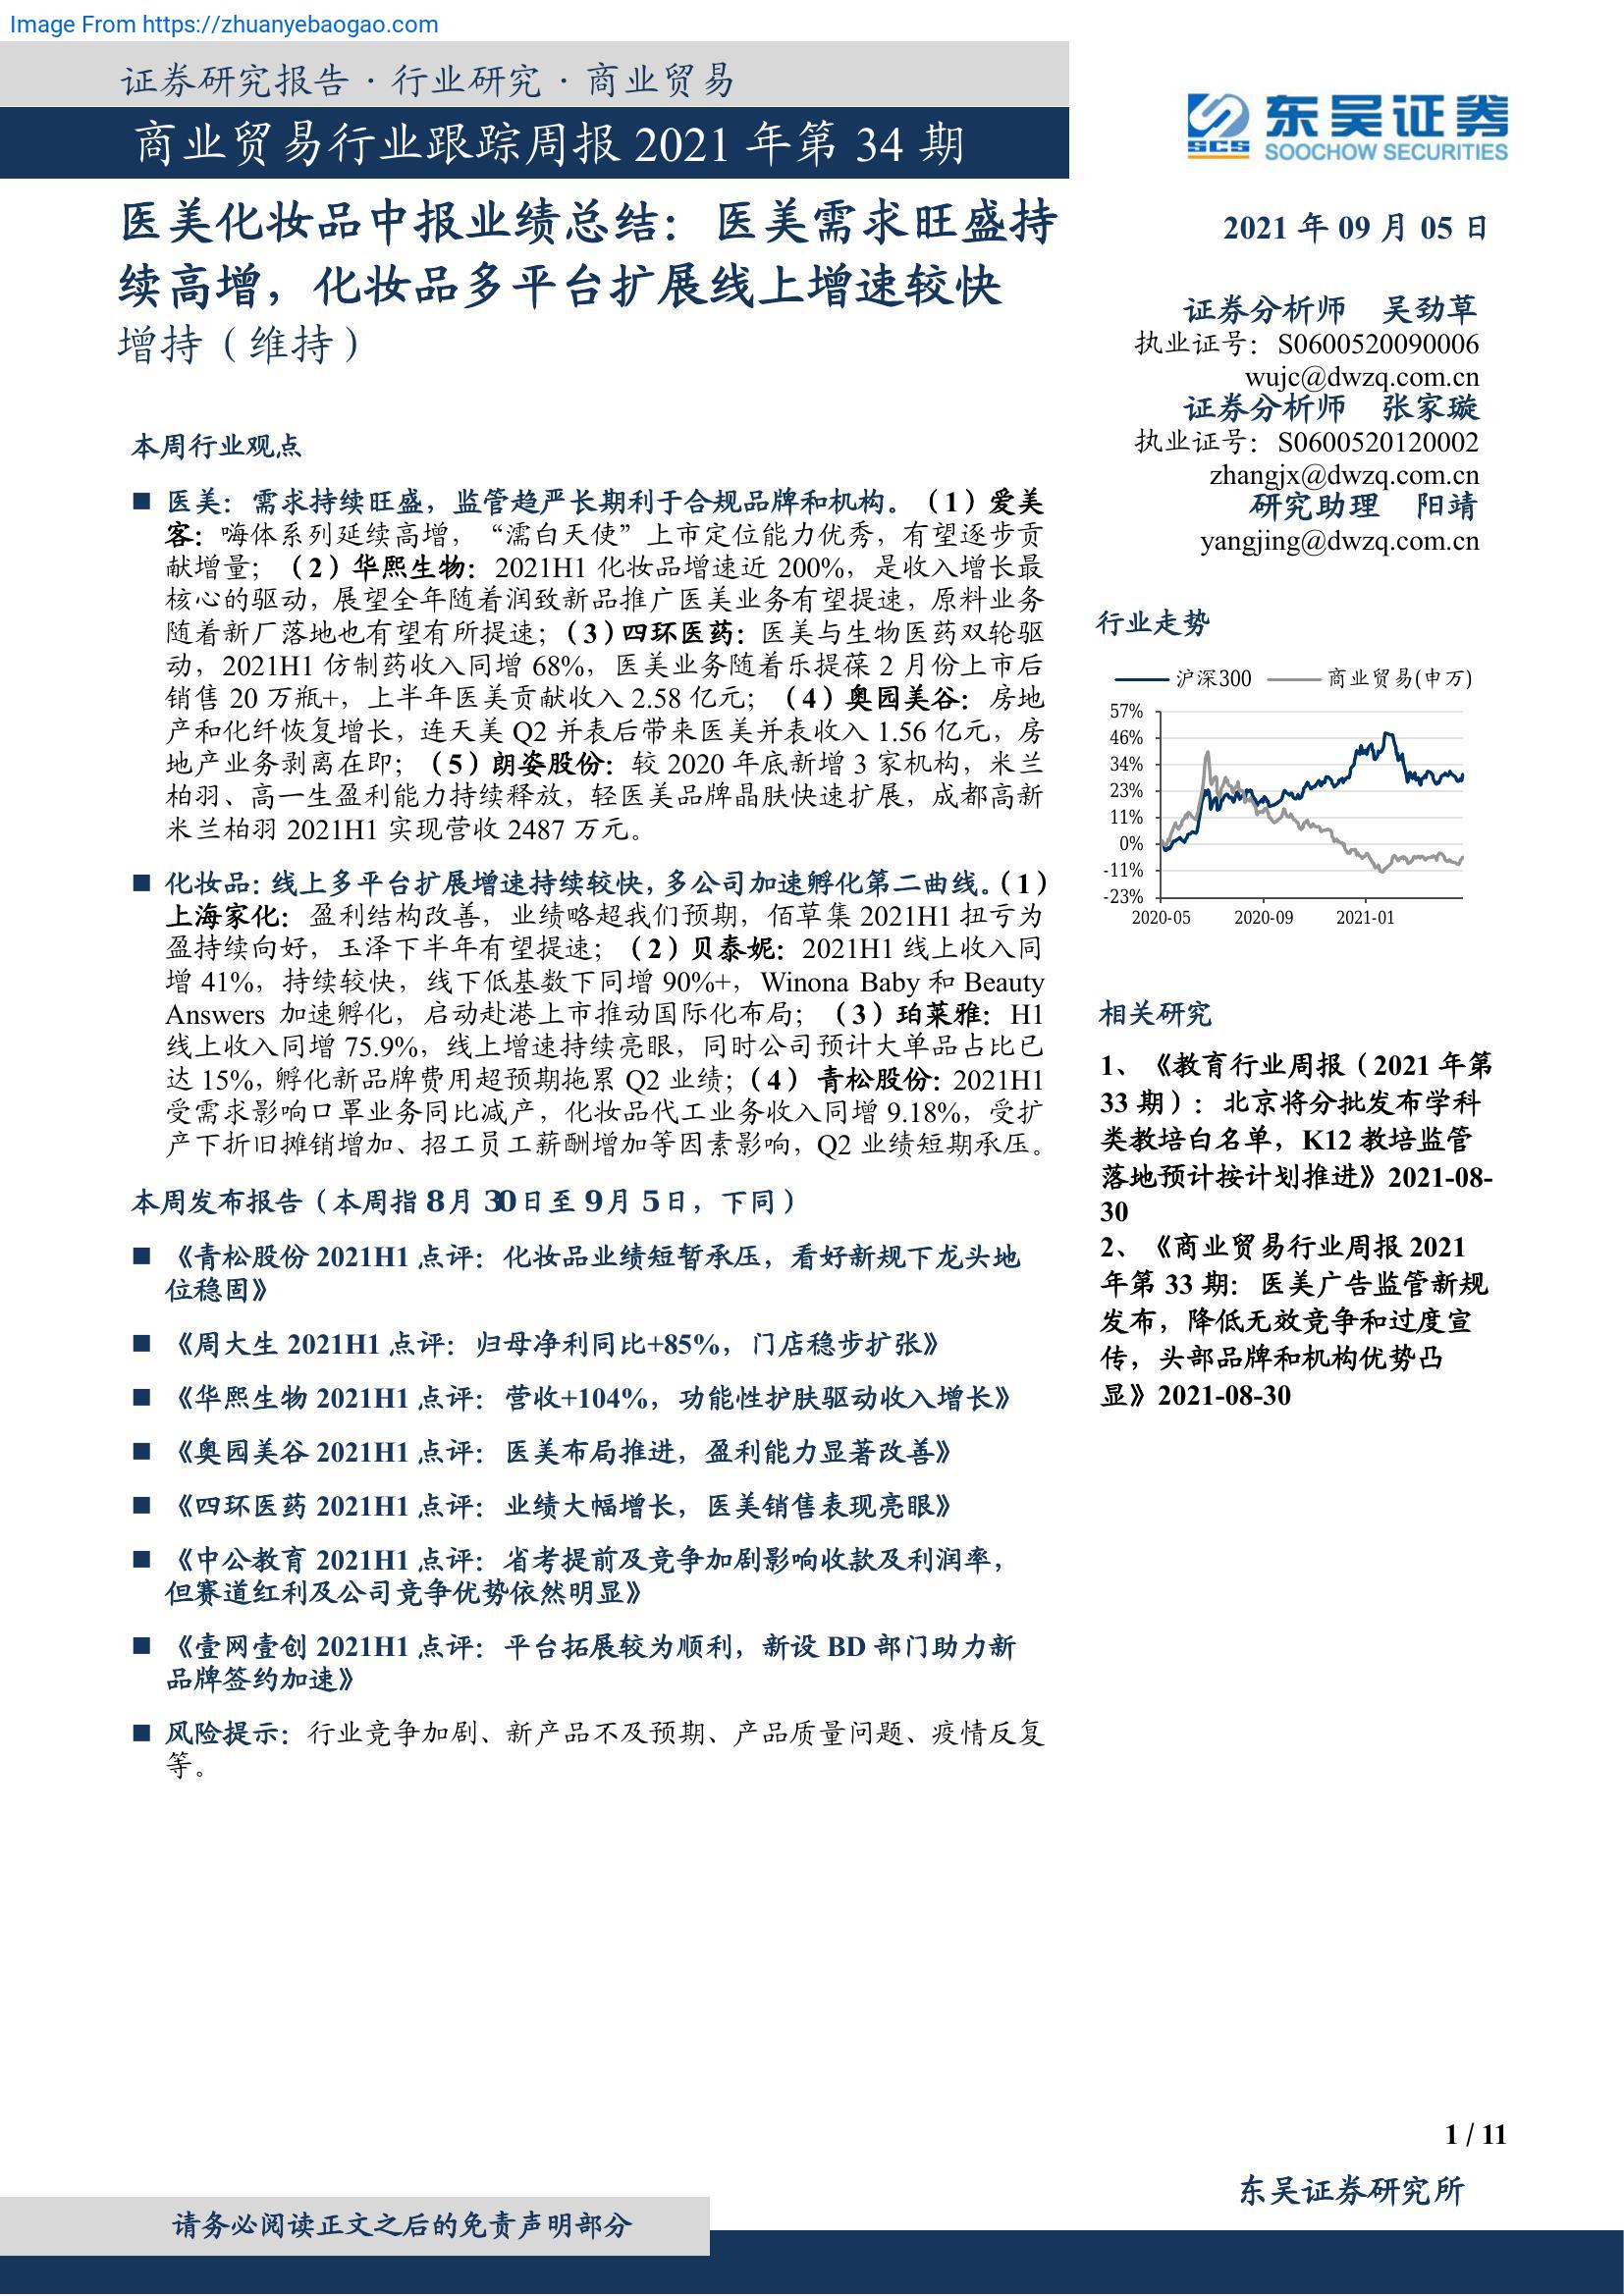 Image From https://zhuanyebaogao.com
证券研究报告·行业研究·商业贸易
商业贸易行业跟踪周报 2021 年第 34 期
医美化妆品中报业绩总结：医美需求旺盛持
续高增，化妆品多平台扩展线上增速较快
增持（维持）
本周行业观点
■ 医美：需求持续旺盛，监管趋严长期利于合规品牌和机构。（1）爱美
客：嗨体系列延续高增，“濡白天使”上市定位能力优秀，有望逐步贡
献增量；（2）华熙生物：2021H1 化妆品增速近 200%，是收入增长最
核心的驱动，展望全年随着润致新品推广医美业务有望提速，原料业务
随着新厂落地也有望有所提速；（3）四环医药：医美与生物医药双轮驱
动，2021H1 仿制药收入同增 68%，医美业务随着乐提葆 2 月份上市后
销售 20 万瓶+，上半年医美贡献收入 2.58 亿元；（4）奥园美谷：房地
产和化纤恢复增长，连天美 Q2 并表后带来医美并表收入 1.56 亿元，房
地产业务剥离在即；（5）朗姿股份：较 2020 年底新增 3 家机构，米兰
柏羽、高一生盈利能力持续释放，轻医美品牌晶肤快速扩展，成都高新
米兰柏羽 2021H1 实现营收 2487 万元。
■ 化妆品：线上多平台扩展增速持续较快，多公司加速孵化第二曲线。（1）
上海家化：盈利结构改善，业绩略超我们预期，佰草集 2021H1 扭亏为
盈持续向好，玉泽下半年有望提速；（2）贝泰妮：2021H1 线上收入同
增 41%，持续较快，线下低基数下同增 90%+，Winona Baby 和 Beauty
Answers 加速孵化，启动赴港上市推动国际化布局；（3）珀莱雅：H1
线上收入同增 75.9%，线上增速持续亮眼，同时公司预计大单品占比已
达 15%，孵化新品牌费用超预期拖累 Q2 业绩；（4）青松股份：2021H1
受需求影响口罩业务同比减产，化妆品代工业务收入同增 9.18%，受扩
产下折旧摊销增加、招工员工薪酬增加等因素影响，Q2 业绩短期承压。
本周发布报告（本周指 8月 30日至 9月 5日，下同）
■ 《青松股份 2021H1 点评：化妆品业绩短暂承压，看好新规下龙头地
位稳固》
■ 《周大生 2021H1 点评：归母净利同比+85%，门店稳步扩张》
■ 《华熙生物 2021H1 点评：营收+104%，功能性护肤驱动收入增长》
■ 《奥园美谷 2021H1 点评：医美布局推进，盈利能力显著改善》
■ 《四环医药 2021H1 点评：业绩大幅增长，医美销售表现亮眼》
■ 《中公教育 2021H1 点评：省考提前及竞争加剧影响收款及利润率，
但赛道红利及公司竞争优势依然明显》
■ 《壹网壹创 2021H1 点评：平台拓展较为顺利，新设 BD 部门助力新
品牌签约加速》
■ 风险提示：行业竞争加剧、新产品不及预期、产品质量问题、疫情反复
等。
SCS 东吴证券
SOOCHOW SECURITIES
2021 年 09 月 05 日
证券分析师 吴劲草
执业证号：S0600520090006
wujc@dwzq.com.cn
证券分析师 张家璇
执业证号：S0600520120002
zhangjx@dwzq.com.cn
研究助理 阳靖
yangjing@dwzq.com.cn
行业走势
沪深300 商业贸易(申万)
57%
46%
34%
23%
11%
0%
-11%
-23%
2020-05 2020-09 2021-01
相关研究
1、《教育行业周报（2021 年第
33 期）：北京将分批发布学科
类教培白名单，K12 教培监管
落地预计按计划推进》2021-08-
30
2、《商业贸易行业周报 2021
年第 33 期：医美广告监管新规
发布，降低无效竞争和过度宣
传，头部品牌和机构优势凸
显》2021-08-30
1 / 11
东吴证券研究所
请务必阅读正文之后的免责声明部分